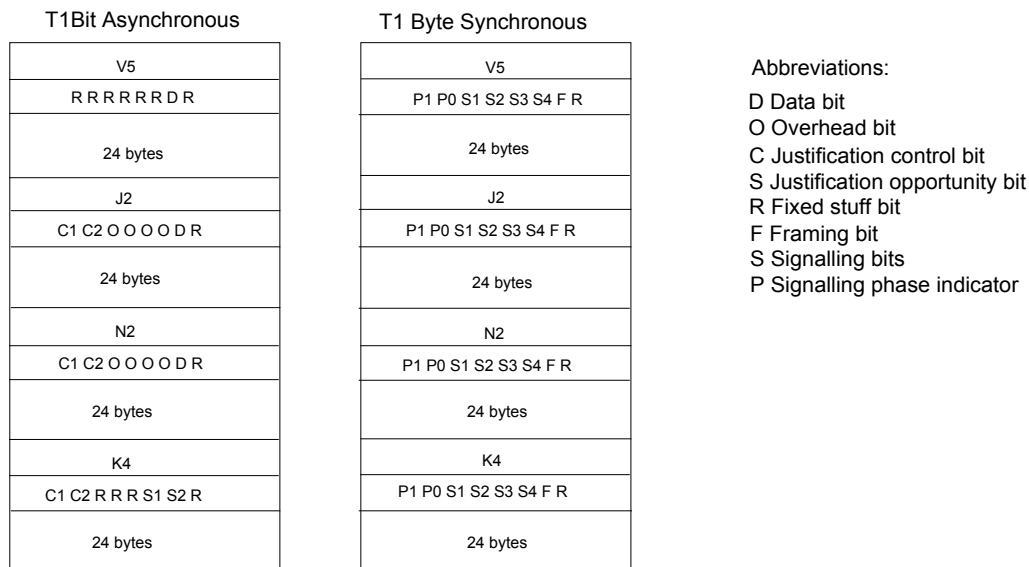 T1Bit Asynchronous
V5
R R R R R R D R
24 bytes
J2
C1 C2 O O O O D R
24 bytes
N2
C1 C2 O O O O D R
24 bytes
K4
C1 C2 R R R S1 S2 R
24 bytes
T1 Byte Synchronous
V5
P1 P0 S1 S2 S3 S4 F R
24 bytes
J2
P1 P0 S1 S2 S3 S4 F R
24 bytes
N2
P1 P0 S1 S2 S3 S4 F R
24 bytes
K4
P1 P0 S1 S2 S3 S4 F R
24 bytes
Abbreviations:
D Data bit
O Overhead bit
C Justification control bit
S Justification opportunity bit
R Fixed stuff bit
F Framing bit
S Signalling bits
P Signalling phase indicator